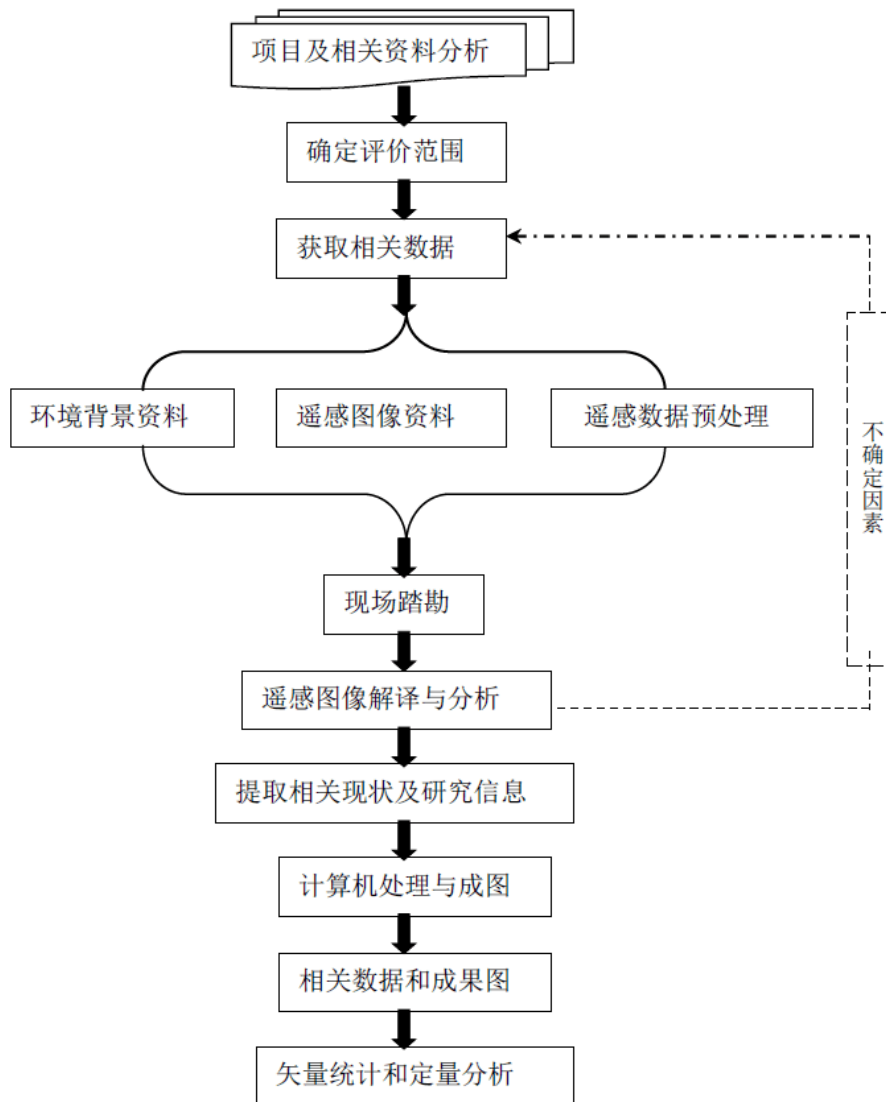 项目及相关资料分析
确定评价范围
获取相关数据
环境背景资料
遥感图像资料
遥感数据预处理
不确定因素
现场踏勘
遥感图像解译与分析
提取相关现状及研究信息
计算机处理与成图
相关数据和成果图
矢量统计和定量分析